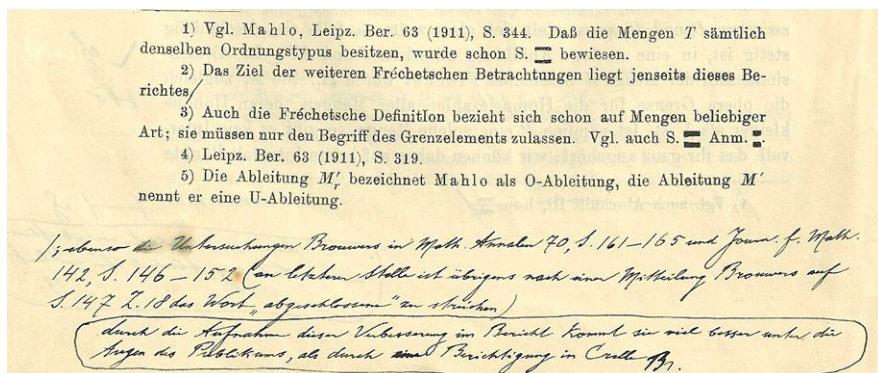 1) Vgl. Mahlo, Leipz. Ber. 63 (1911), S. 344. Daß die Mengen T sämtlich
denselben Ordnungstypus besitzen, wurde schon S. bewiesen.
2) Das Ziel der weiteren Fréchetschen Betrachtungen liegt jenseits dieses Be-
richtes/
3) Auch die Fréchetsche Definition bezieht sich schon auf Mengen beliebiger
Art; sie müssen nur den Begriff des Grenzelements zulassen. Vgl. auch S. Anm. .
4) Leipz. Ber. 63 (1911), S. 319.
5) Die Ableitung M′r bezeichnet Mahlo als O-Ableitung, die Ableitung M′
nennt er eine U-Ableitung.
/; ebenso die Untersuchungen Brouwers in Math. Annalen 70, S. 161–165 und Journ. f. Math.
142, S. 146–152 (an letzterer Stelle ist übrigens nach einer Mitteilung Brouwers auf
S. 147 Z. 18 das Wort „abgeschlossene“ zu streichen)
durch die Aufnahme dieser Verbesserung im Bericht kommt sie viel besser unter die
Augen des Publikums, als durch eine Berichtigung in Crelle Br.